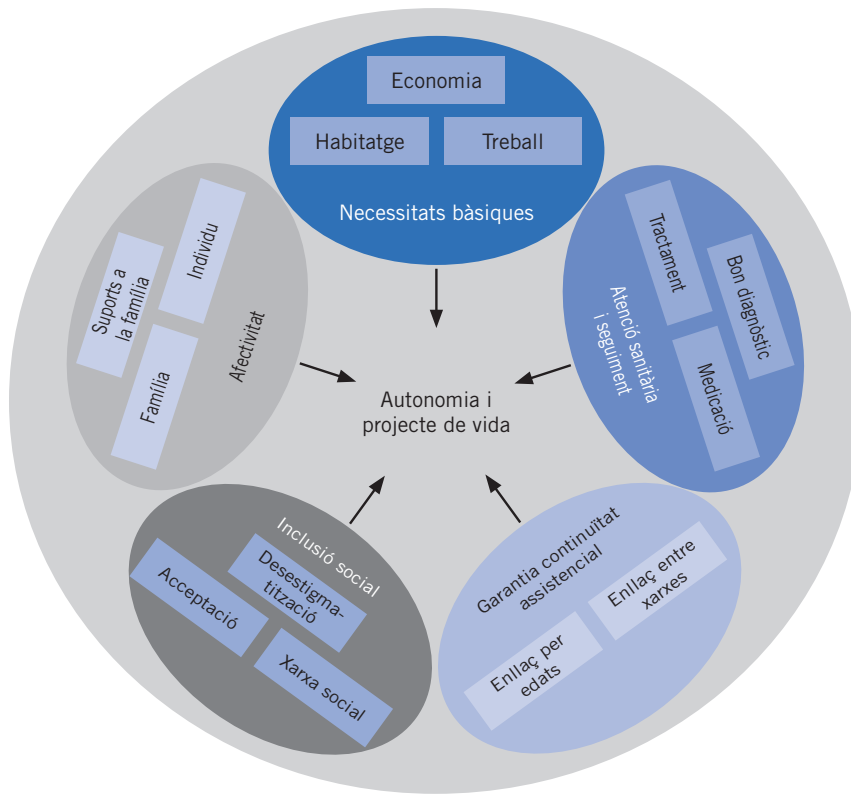 Economia
Habitatge
Treball
Necessitats bàsiques
Tractament
Bon diagnòstic
Medicació
Atenció sanitària
i seguiment
Garantia continuïtat
assistencial
Enllaç entre
xarxes
Enllaç per
edats
Inclusió social
Desestigma-
tització
Acceptació
Xarxa social
Individu
Suports a
la família
Família
Afectivitat
Autonomia i
projecte de vida